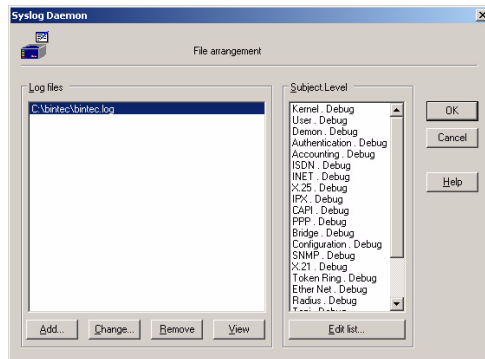 Syslog Daemon
File arrangement
Log files
C:\bintec\bintec.log
Add...
Change...
Remove
View
Subject.Level
Kernel . Debug
User . Debug
Demon . Debug
Authentication . Debug
Accounting . Debug
ISDN . Debug
INET . Debug
X.25 . Debug
IPX . Debug
CAPI . Debug
PPP . Debug
Bridge . Debug
Configuration . Debug
SNMP . Debug
X.21 . Debug
Token Ring . Debug
Ether Net . Debug
Radius . Debug
Edit list...
OK
Cancel
Help